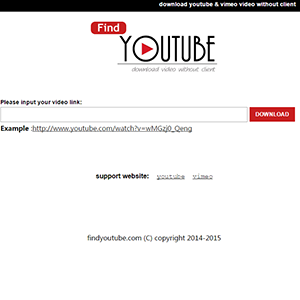 download youtube & vimeo video without client
Find
YOUTUBE
download video without client
Please input your video link:
DOWNLOAD
Example :http://www.youtube.com/watch?v=wMGzj0_Qeng
support website: youtube vimeo
findyoutube.com (C) copyright 2014-2015